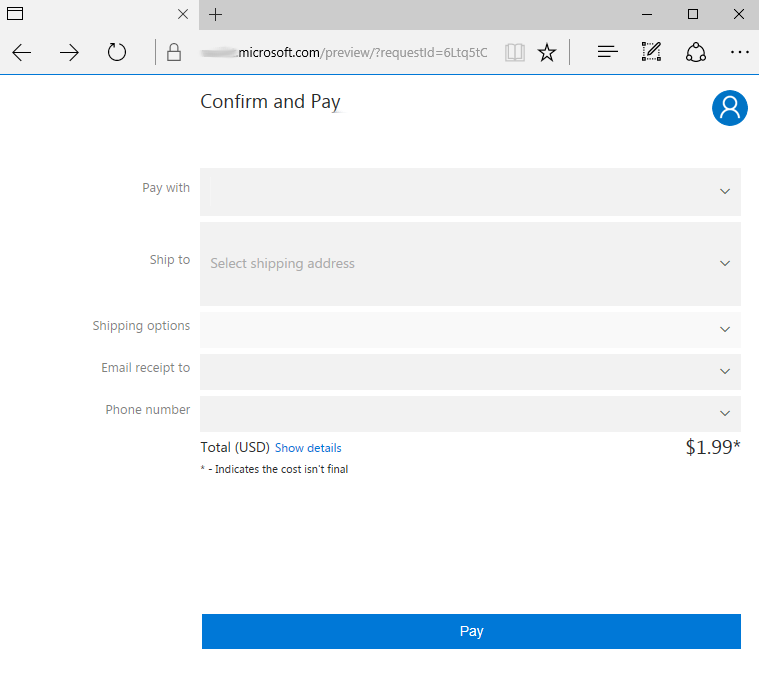 .microsoft.com/preview/?requestId=6Ltq5tC
Confirm and Pay
Pay with
Ship to
Select shipping address
Shipping options
Email receipt to
Phone number
Total (USD) Show details $1.99*
* - Indicates the cost isn't final
Pay